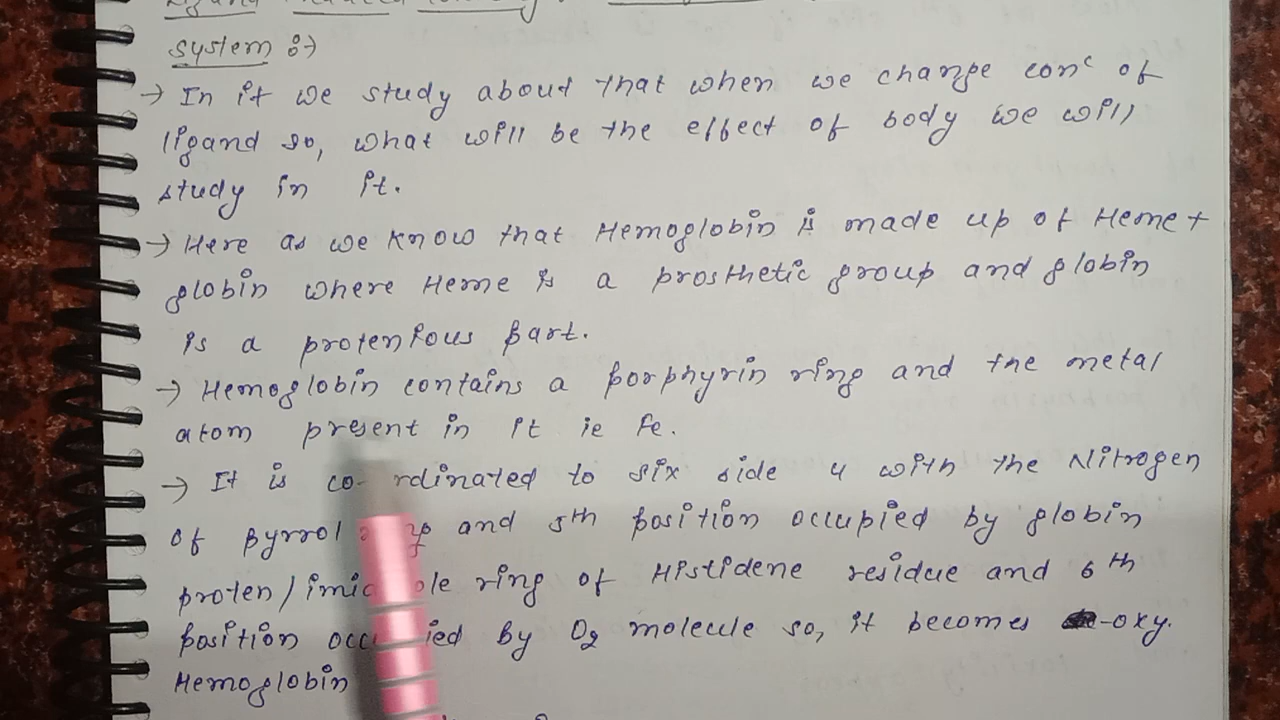 system :→
→ In it we study about that when we change conc of
ligand so, what will be the effect of body we will
study in it.
→ Here as we know that Hemoglobin is made up of Heme +
globin where Heme is a prosthetic group and globin
is a protenious part.
→ Hemoglobin contains a porphyrin ring and the metal
atom present in it ie Fe.
→ It is co- rdinated to six side 4 with the Nitrogen
of pyrrol and 5th position occupied by globin
proten/ ring of Histidene residue and 6th
position by O2 molecule so, it becomes -oxy.
Hemoglobin